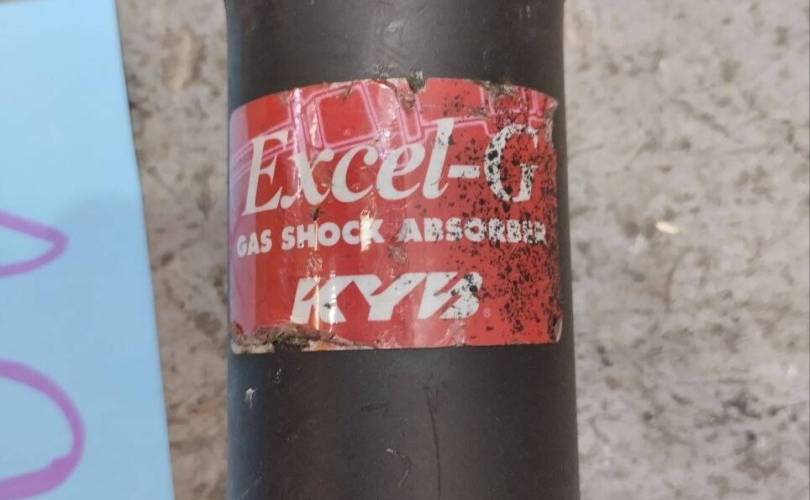 Excel-G
GAS SHOCK ABSORBER
KYB